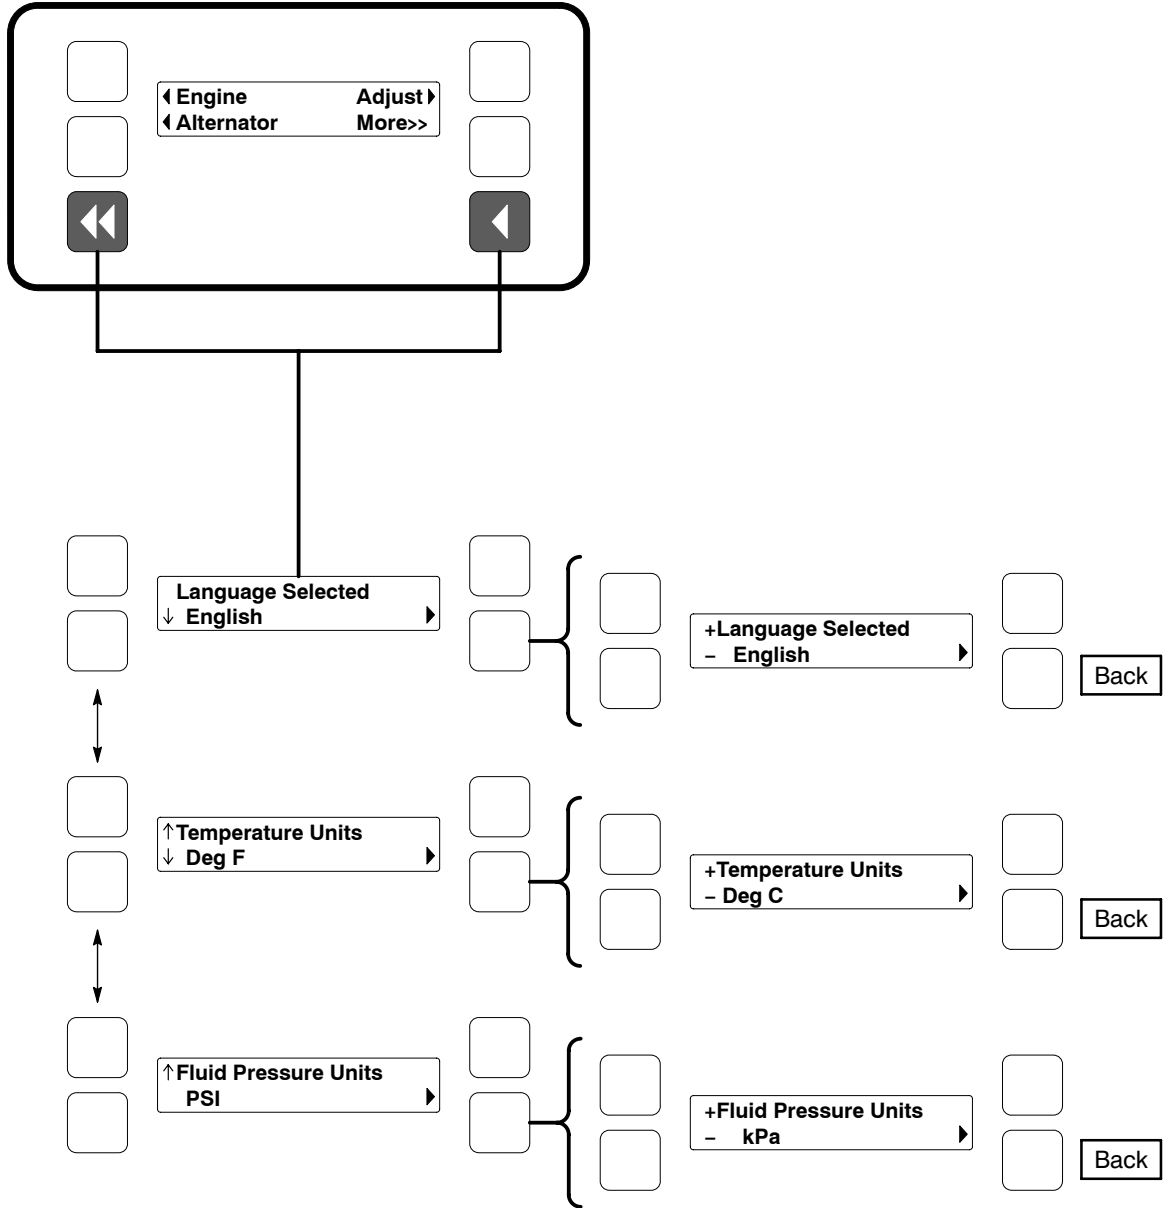 Engine Adjust
Alternator More>>
Language Selected
↓ English
+Language Selected
– English
Back
↑Temperature Units
↓ Deg F
+Temperature Units
– Deg C
Back
↑Fluid Pressure Units
PSI
+Fluid Pressure Units
– kPa
Back